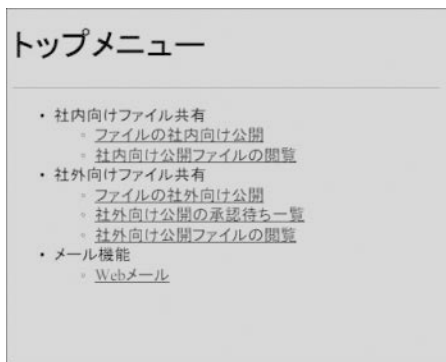 トップメニュー
・社内向けファイル共有
◦ファイルの社内向け公開
◦社内向け公開ファイルの閲覧
・社外向けファイル共有
◦ファイルの社外向け公開
◦社外向け公開の承認待ち一覧
◦社外向け公開ファイルの閲覧
・メール機能
◦Webメール